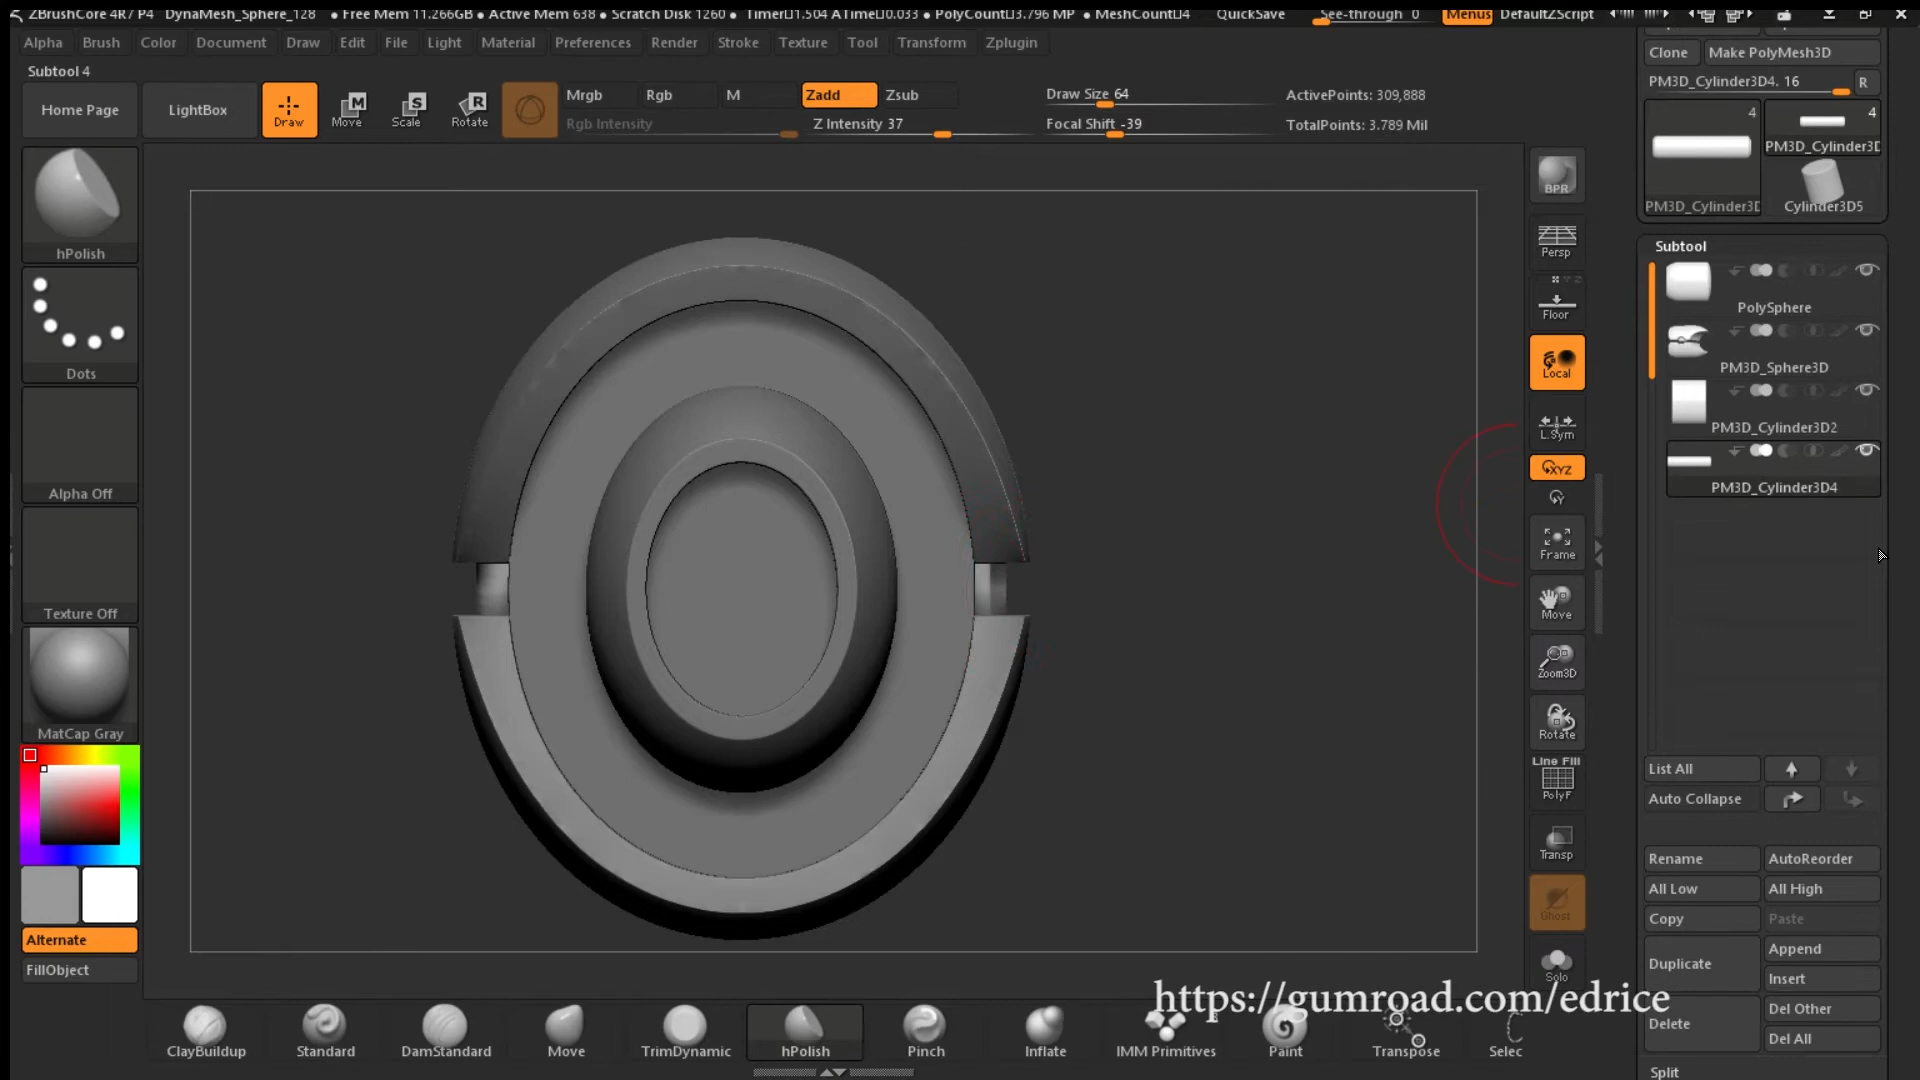 ZBrushCore 4R7 P4 DynaMesh_Sphere_128 • Free Mem 11.266GB • Active Mem 638 • Scratch Disk 1260 • Timer□1.504 ATime□0.033 • PolyCount□3.796 MP • MeshCount□4 QuickSave See-through 0 Menus DefaultZScript
Alpha Brush Color Document Draw Edit File Light Material Preferences Render Stroke Texture Tool Transform Zplugin
Subtool 4
Home Page
LightBox
Draw
Move
Scale
Rotate
Mrgb Rgb M Zadd Zsub
Rgb Intensity
Z Intensity 37
Draw Size 64
Focal Shift -39
ActivePoints: 309,888
TotalPoints: 3.789 Mil
hPolish
Dots
Alpha Off
Texture Off
MatCap Gray
Alternate
FillObject
BPR
Persp
Floor
Local
L.Sym
XYZ
Y
Frame
Move
Zoom3D
Rotate
Line Fill
PolyF
Transp
Ghost
Solo
Clone
Make PolyMesh3D
PM3D_Cylinder3D4. 16
R
4
4
PM3D_Cylinder3D
PM3D_Cylinder3D
Cylinder3D5
Subtool
PolySphere
PM3D_Sphere3D
PM3D_Cylinder3D2
PM3D_Cylinder3D4
List All
Auto Collapse
Rename
AutoReorder
All Low
All High
Copy
Paste
Duplicate
Append
Insert
Delete
Del Other
Del All
Split
https://gumroad.com/edrice
ClayBuildup
Standard
DamStandard
Move
TrimDynamic
hPolish
Pinch
Inflate
IMM Primitives
Paint
Transpose
Selec